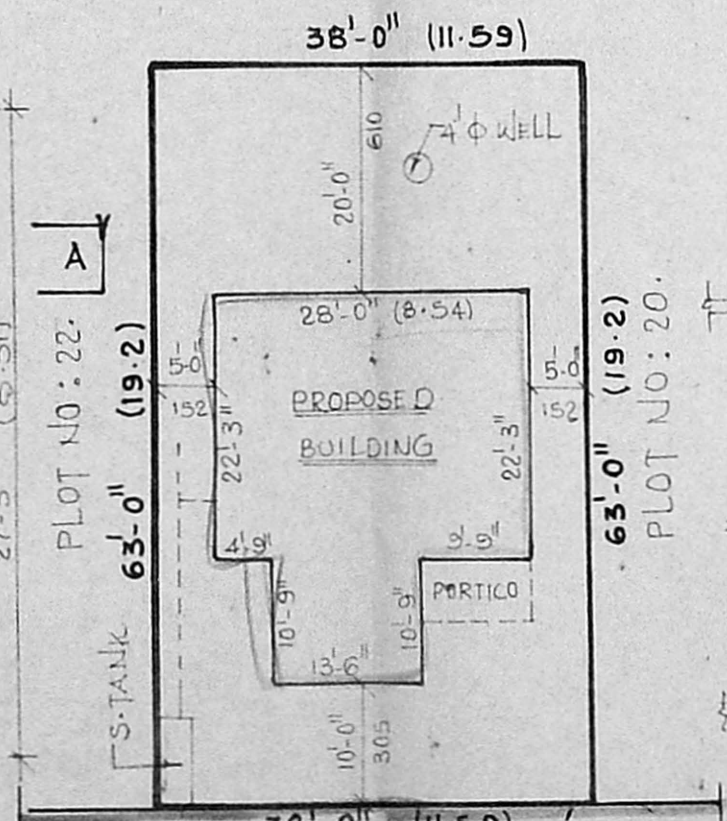 38'-0" (11.59)
4' Φ WELL
20'-0"
610
A
28'-0" (8.54)
PLOT NO: 22.
63'-0" (19.2)
5'-0
152
5'-0
152
PROPOSED
BUILDING
22'-3"
22'-3"
63'-0" (19.2)
PLOT NO: 20.
4'-9"
9'-9"
10'-9"
10'-9"
PORTICO
13'-6"
S.TANK
10'-0"
305